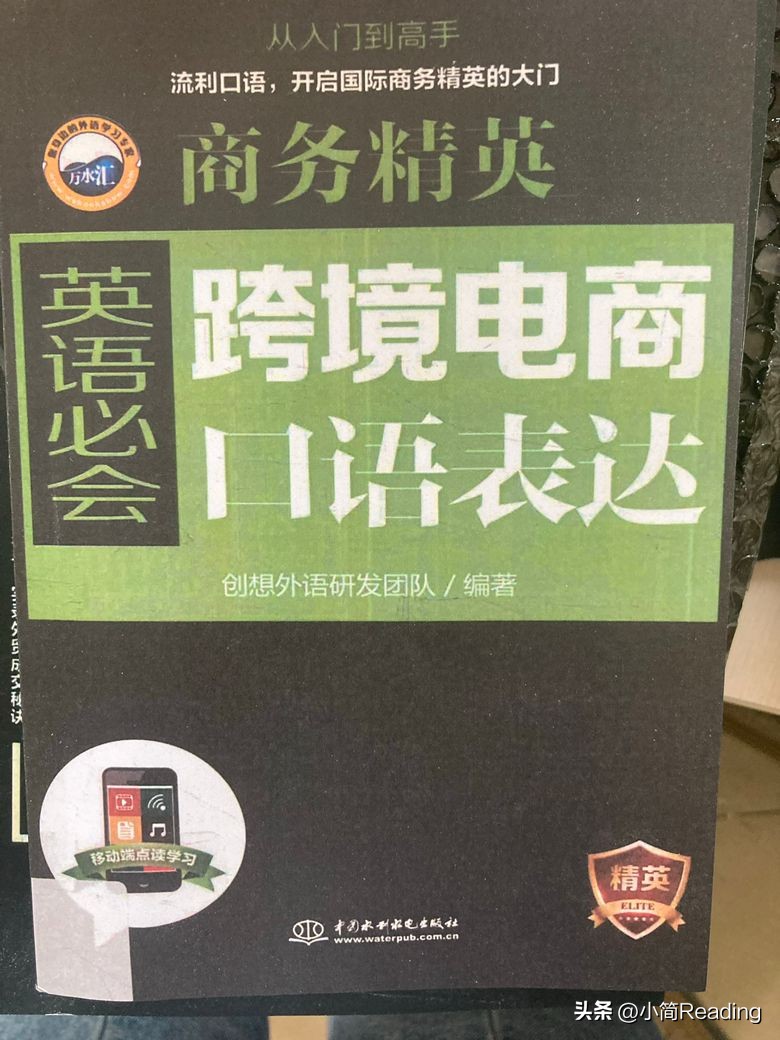 从入门到高手
流利口语，开启国际商务精英的大门
商务精英
万水汇
英语必会
跨境电商
口语表达
创想外语研发团队 / 编著
移动端点读学习
精英
ELITE
中国水利水电出版社
www.waterpub.com.cn
头条 @小简Reading